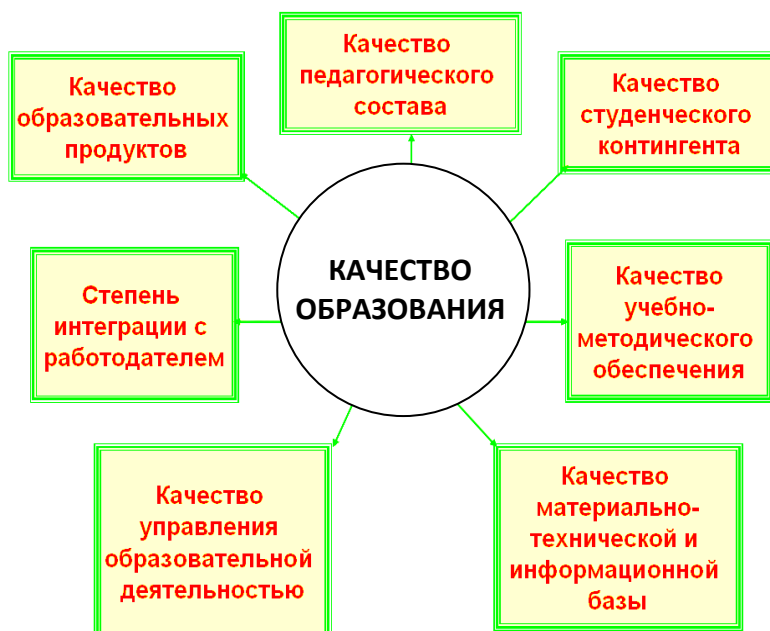 Качество
педагогического
состава
Качество
образовательных
продуктов
Качество
студенческого
контингента
КАЧЕСТВО
ОБРАЗОВАНИЯ
Степень
интеграции с
работодателем
Качество
учебно-
методического
обеспечения
Качество
управления
образовательной
деятельностью
Качество
материально-
технической и
информационной
базы